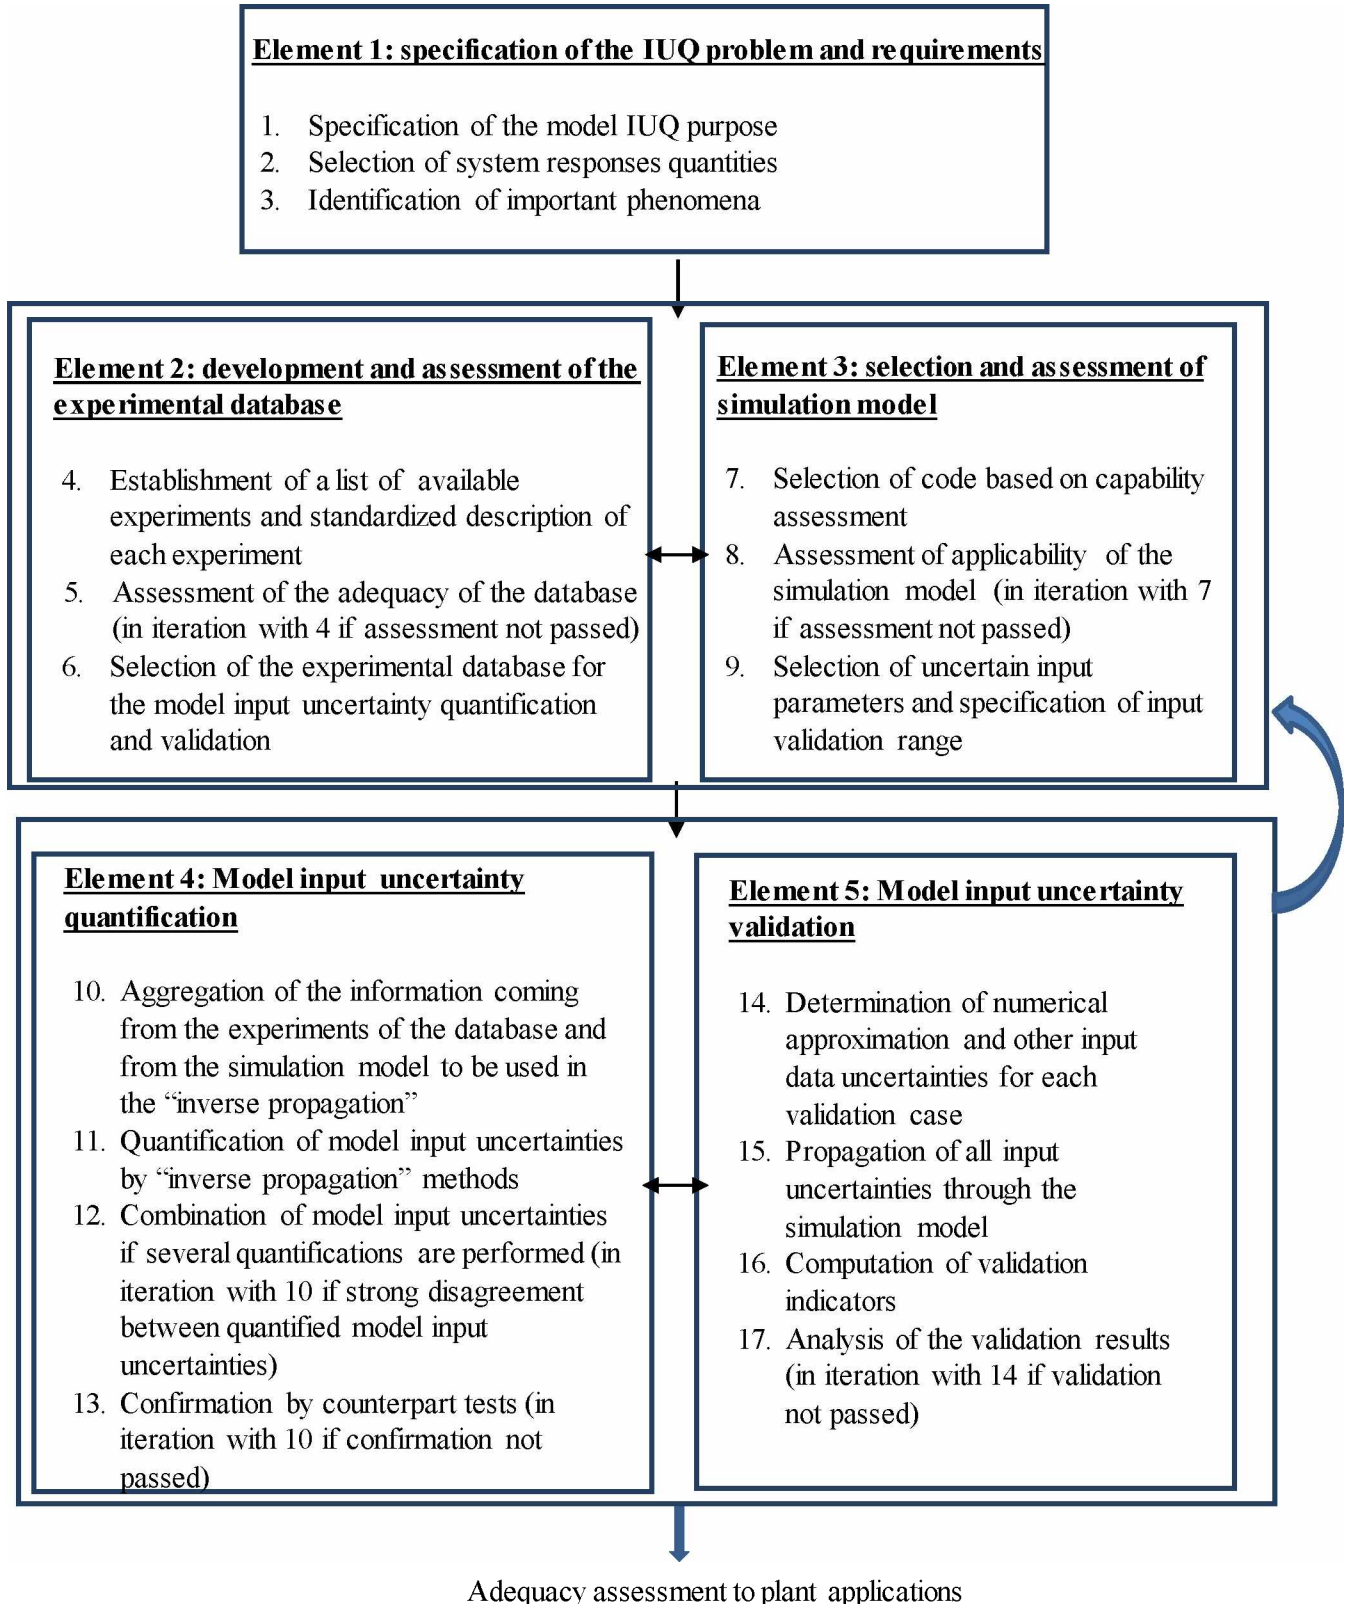 Element 1: specification of the IUQ problem and requirements
1. Specification of the model IUQ purpose
2. Selection of system responses quantities
3. Identification of important phenomena
Element 2: development and assessment of the
experimental database
4. Establishment of a list of available
experiments and standardized description of
each experiment
5. Assessment of the adequacy of the database
(in iteration with 4 if assessment not passed)
6. Selection of the experimental database for
the model input uncertainty quantification
and validation
Element 3: selection and assessment of
simulation model
7. Selection of code based on capability
assessment
8. Assessment of applicability of the
simulation model (in iteration with 7
if assessment not passed)
9. Selection of uncertain input
parameters and specification of input
validation range
Element 4: Model input uncertainty
quantification
10. Aggregation of the information coming
from the experiments of the database and
from the simulation model to be used in
the “inverse propagation”
11. Quantification of model input uncertainties
by “inverse propagation” methods
12. Combination of model input uncertainties
if several quantifications are performed (in
iteration with 10 if strong disagreement
between quantified model input
uncertainties)
13. Confirmation by counterpart tests (in
iteration with 10 if confirmation not
passed)
Element 5: Model input uncertainty
validation
14. Determination of numerical
approximation and other input
data uncertainties for each
validation case
15. Propagation of all input
uncertainties through the
simulation model
16. Computation of validation
indicators
17. Analysis of the validation results
(in iteration with 14 if validation
not passed)
Adequacy assessment to plant applications